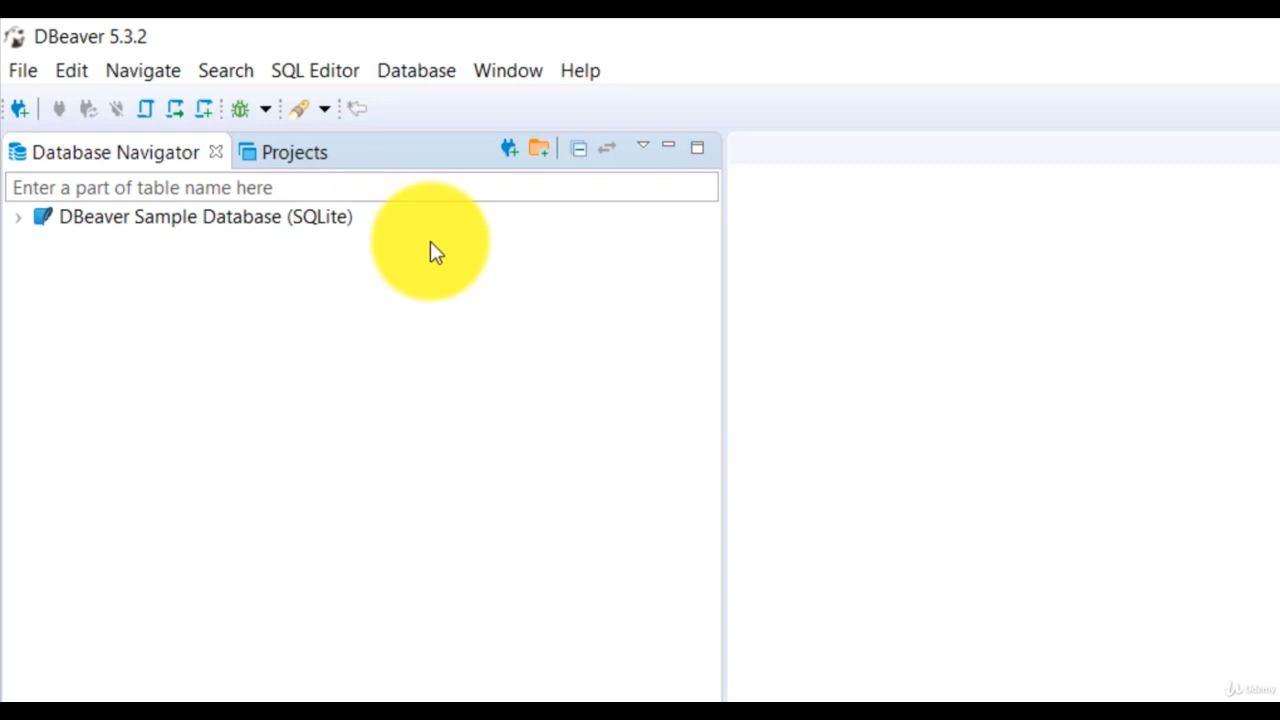 DBeaver 5.3.2
File Edit Navigate Search SQL Editor Database Window Help
Database Navigator Projects
Enter a part of table name here
DBeaver Sample Database (SQLite)
Udemy